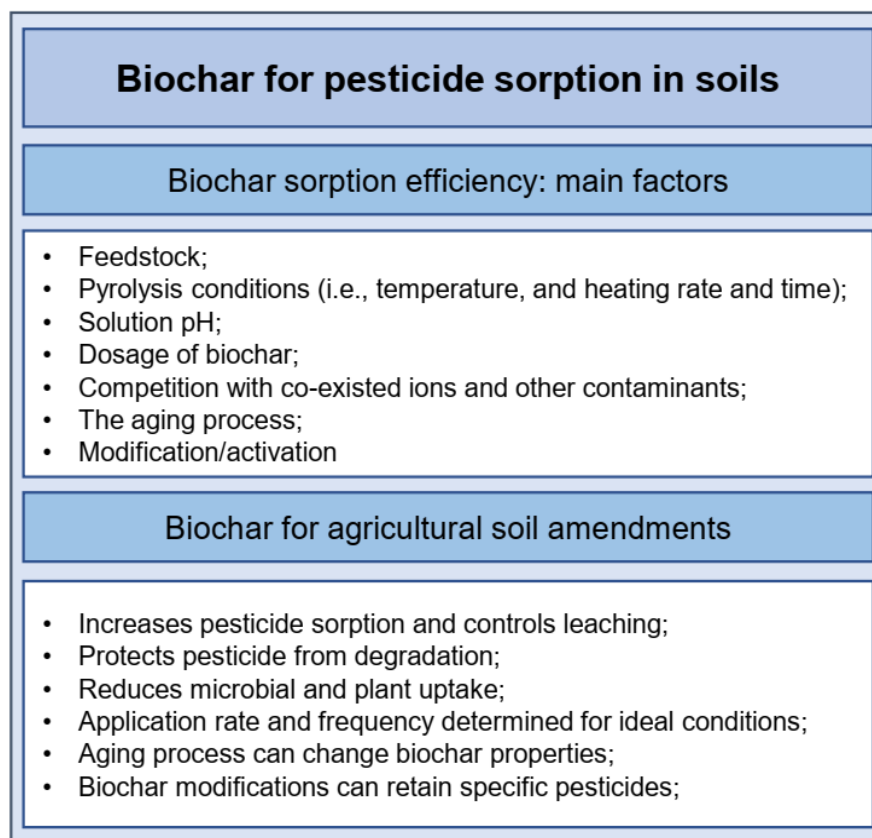 Biochar for pesticide sorption in soils
Biochar sorption efficiency: main factors
• Feedstock;
• Pyrolysis conditions (i.e., temperature, and heating rate and time);
• Solution pH;
• Dosage of biochar;
• Competition with co-existed ions and other contaminants;
• The aging process;
• Modification/activation
Biochar for agricultural soil amendments
• Increases pesticide sorption and controls leaching;
• Protects pesticide from degradation;
• Reduces microbial and plant uptake;
• Application rate and frequency determined for ideal conditions;
• Aging process can change biochar properties;
• Biochar modifications can retain specific pesticides;